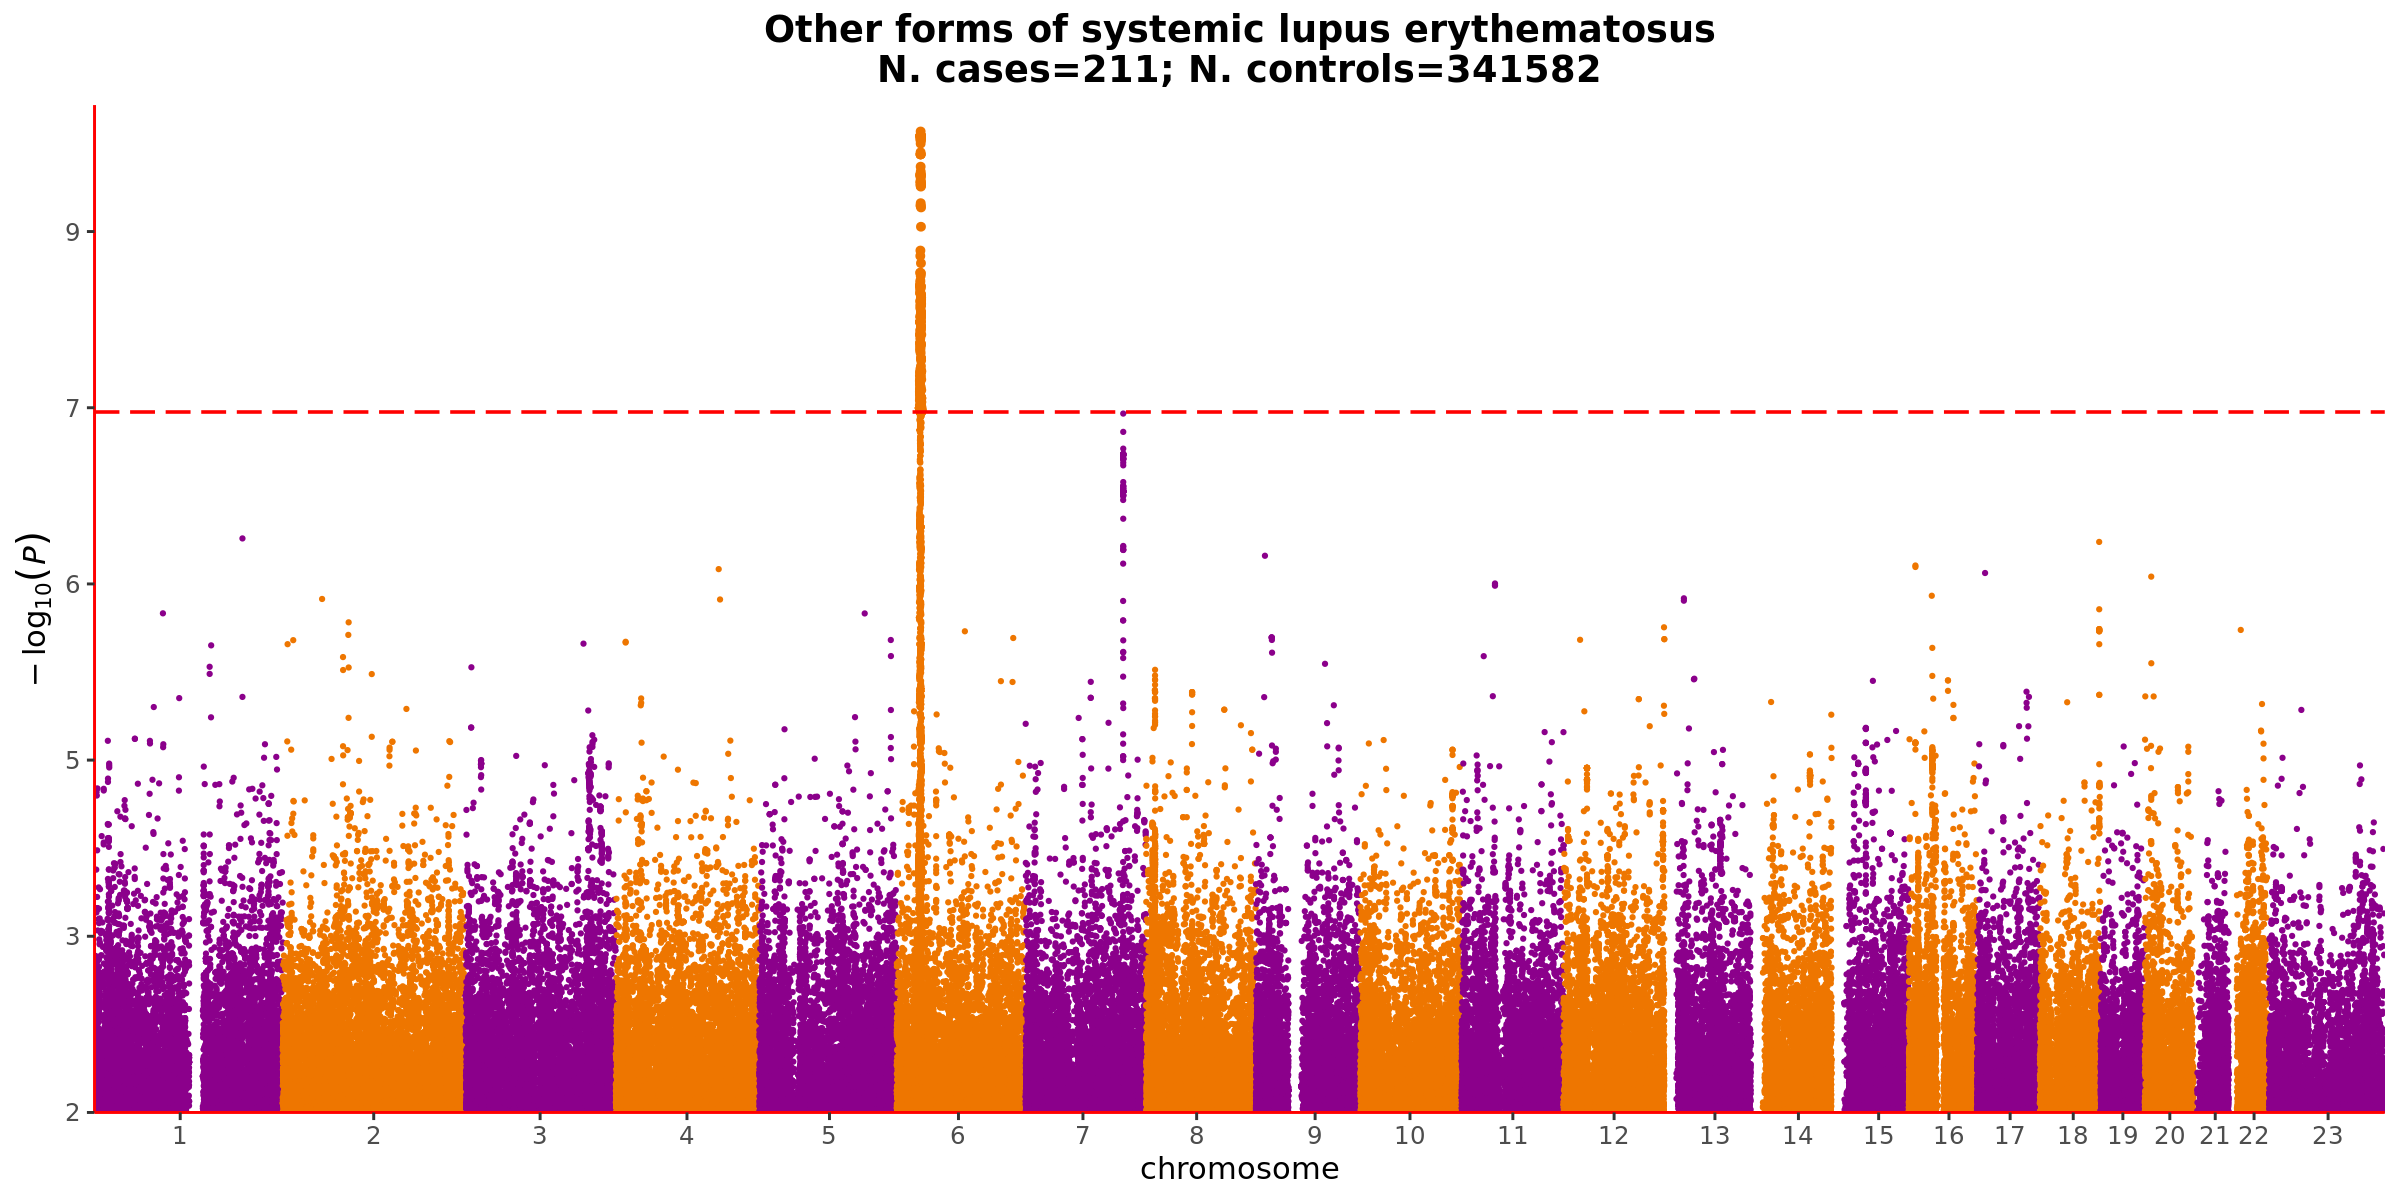 Other forms of systemic lupus erythematosus
N. cases=211; N. controls=341582
9
7
6
5
3
2
−log10(P)
1 2 3 4 5 6 7 8 9 10 11 12 13 14 15 16 17 18 19 20 21 22 23
chromosome